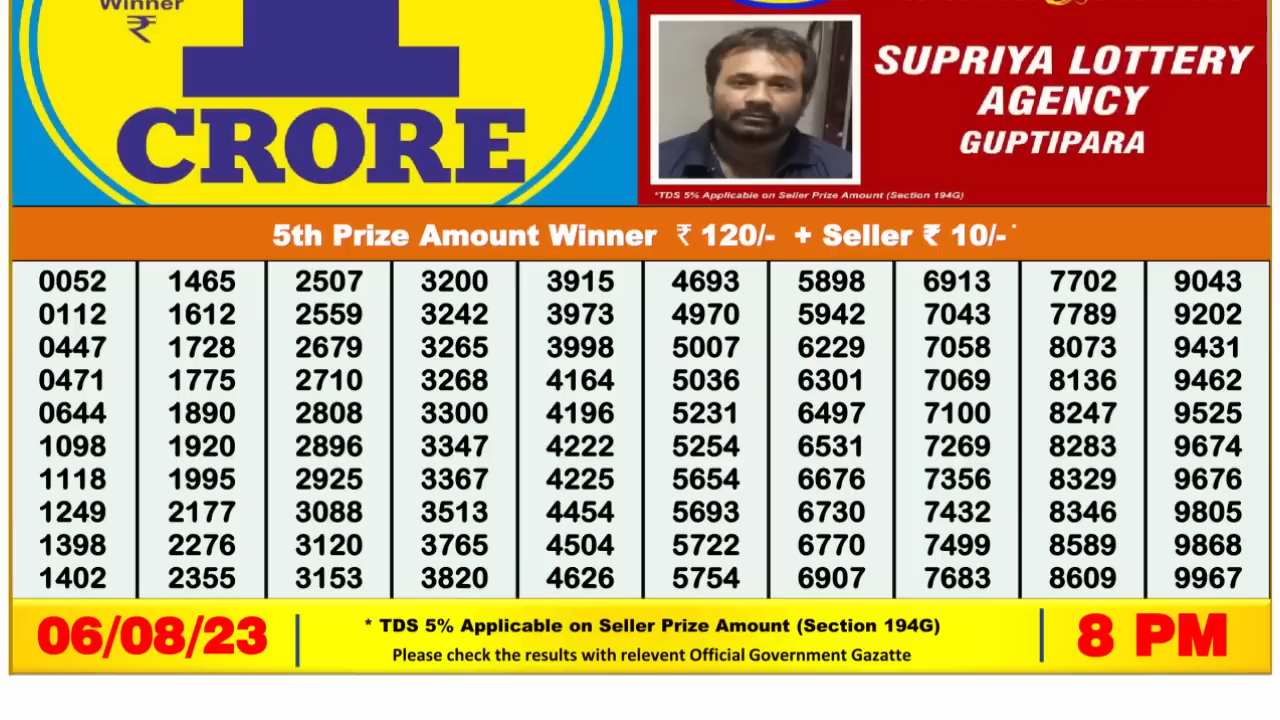 Winner
₹
1
CRORE
SUPRIYA LOTTERY
AGENCY
GUPTIPARA
*TDS 5% Applicable on Seller Prize Amount (Section 194G)
5th Prize Amount Winner ₹ 120/- + Seller ₹ 10/-*
0052 1465 2507 3200 3915 4693 5898 6913 7702 9043
0112 1612 2559 3242 3973 4970 5942 7043 7789 9202
0447 1728 2679 3265 3998 5007 6229 7058 8073 9431
0471 1775 2710 3268 4164 5036 6301 7069 8136 9462
0644 1890 2808 3300 4196 5231 6497 7100 8247 9525
1098 1920 2896 3347 4222 5254 6531 7269 8283 9674
1118 1995 2925 3367 4225 5654 6676 7356 8329 9676
1249 2177 3088 3513 4454 5693 6730 7432 8346 9805
1398 2276 3120 3765 4504 5722 6770 7499 8589 9868
1402 2355 3153 3820 4626 5754 6907 7683 8609 9967
06/08/23
* TDS 5% Applicable on Seller Prize Amount (Section 194G)
Please check the results with relevent Official Government Gazatte
8 PM